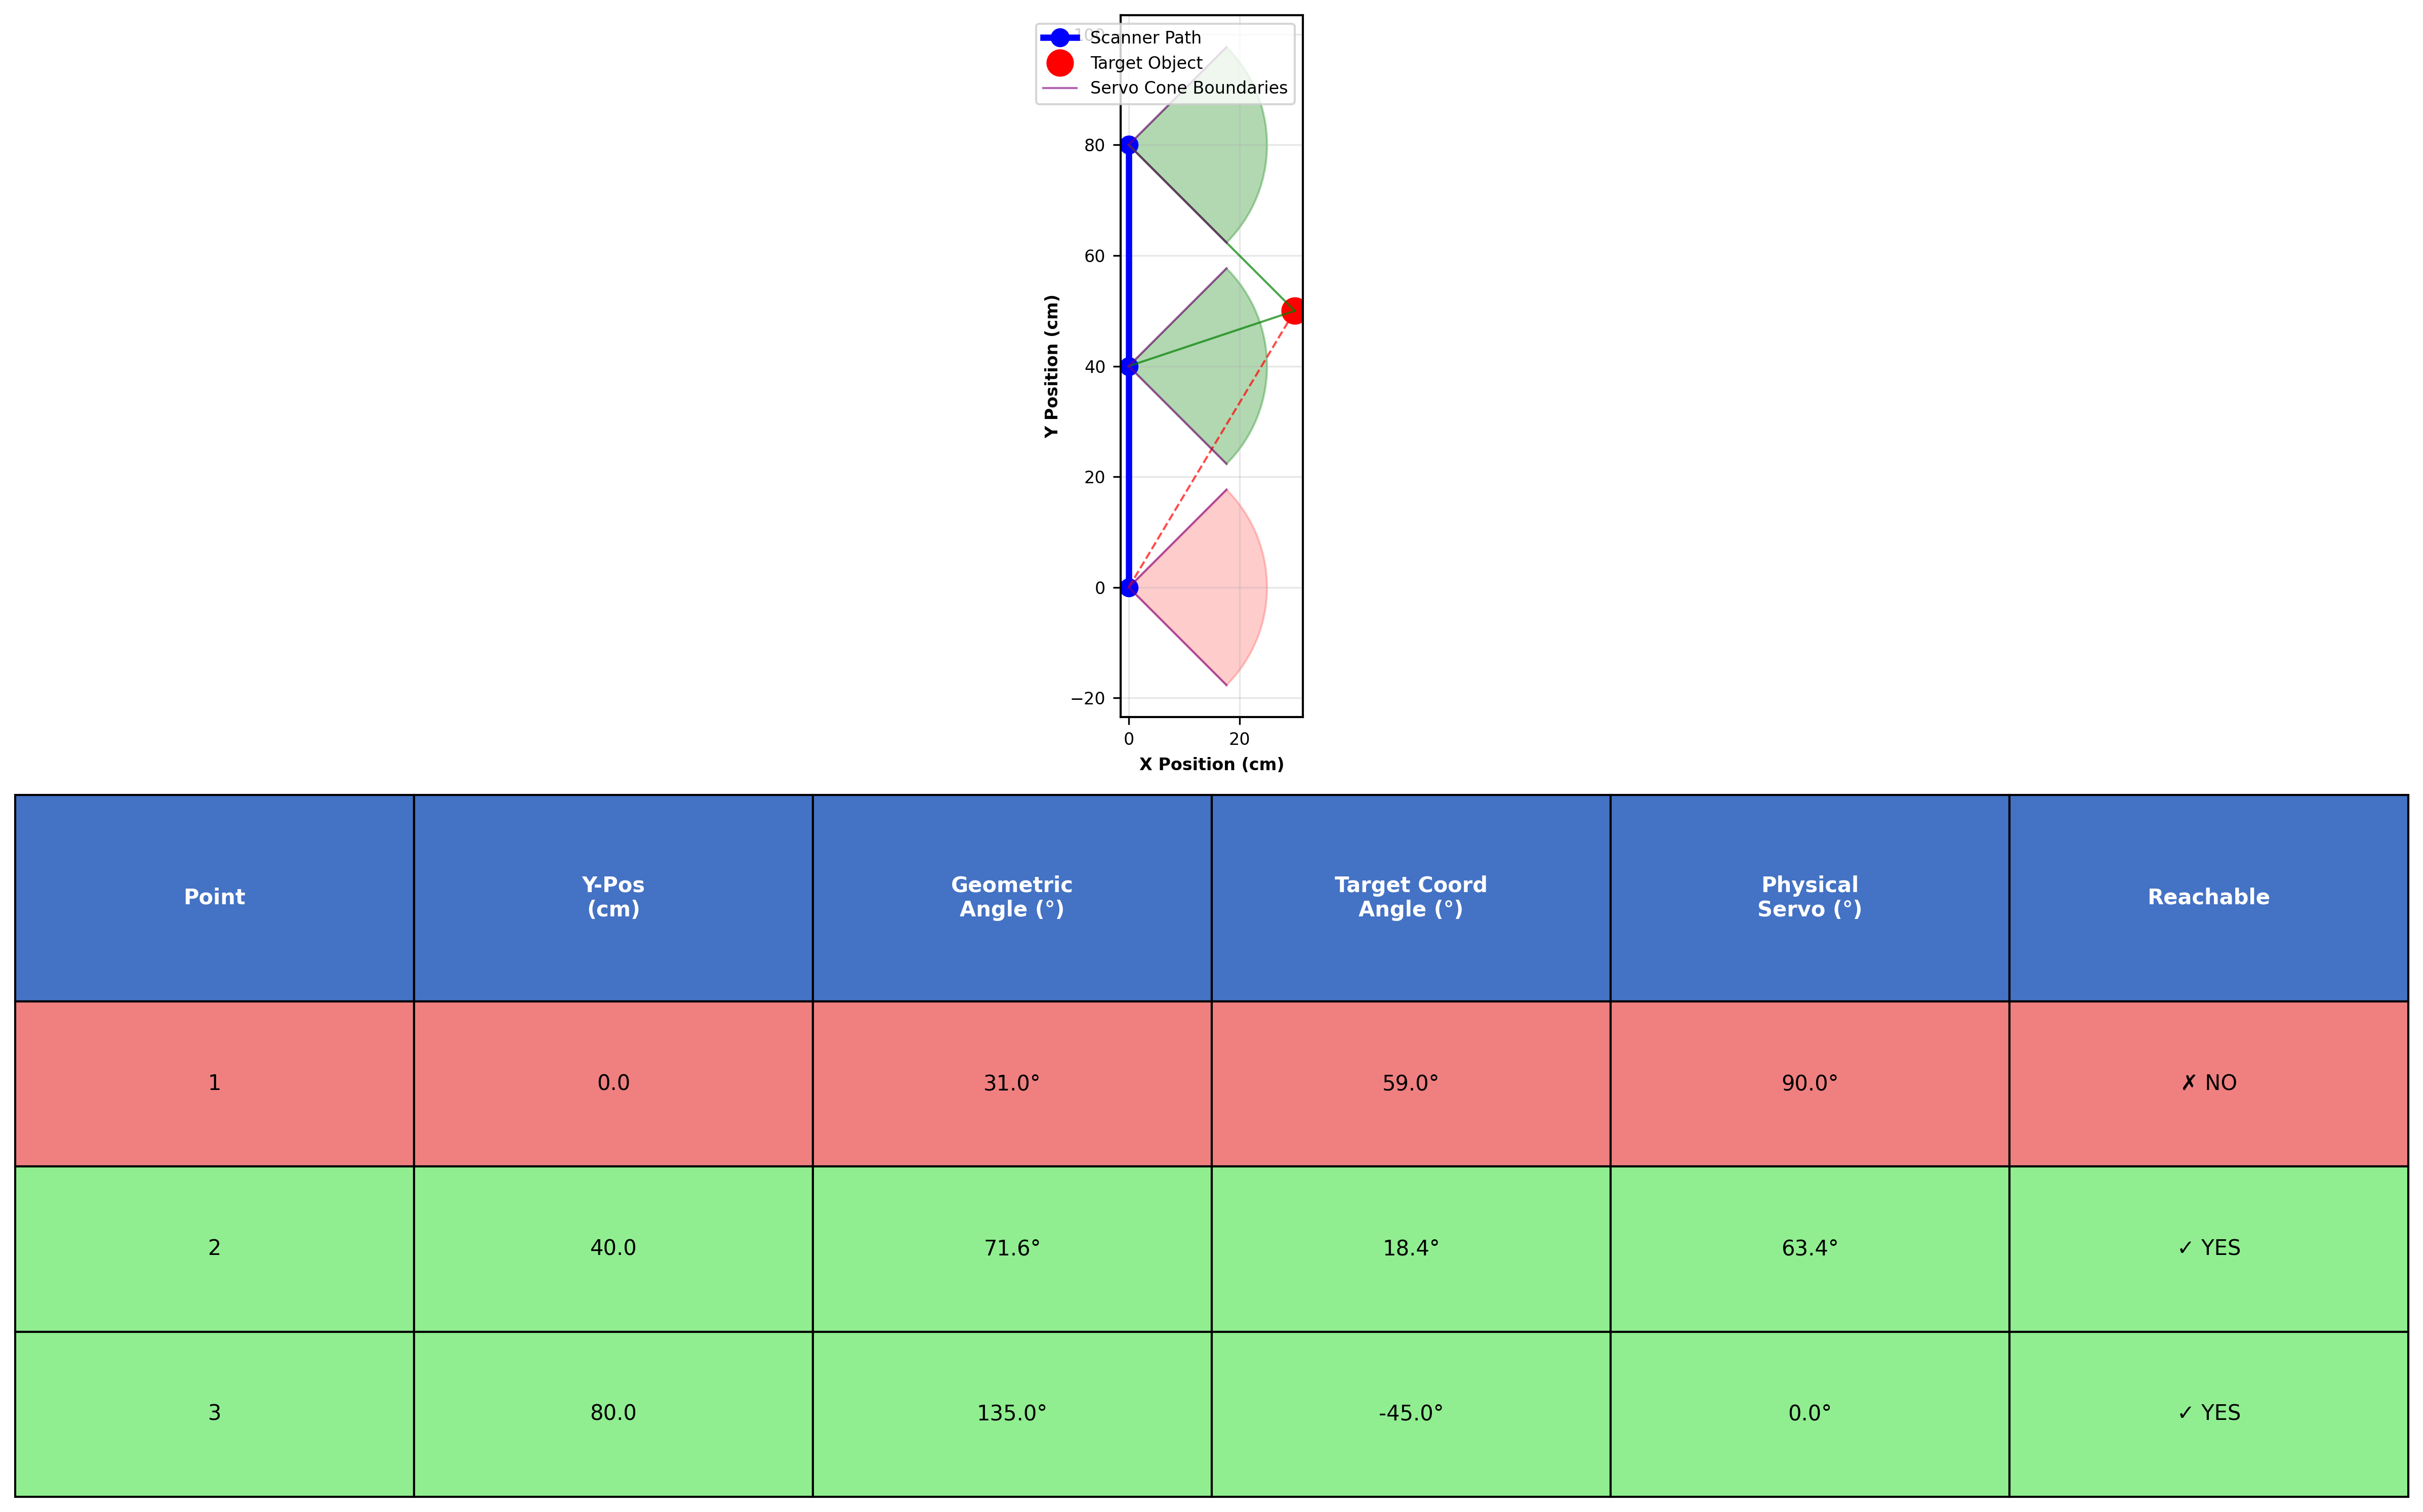 Scanner Path
Target Object
Servo Cone Boundaries
100
80
60
40
20
0
−20
Y Position (cm)
0 20
X Position (cm)
Point Y-Pos (cm) Geometric Angle (°) Target Coord Angle (°) Physical Servo (°) Reachable
1 0.0 31.0° 59.0° 90.0° ✗ NO
2 40.0 71.6° 18.4° 63.4° ✓ YES
3 80.0 135.0° -45.0° 0.0° ✓ YES